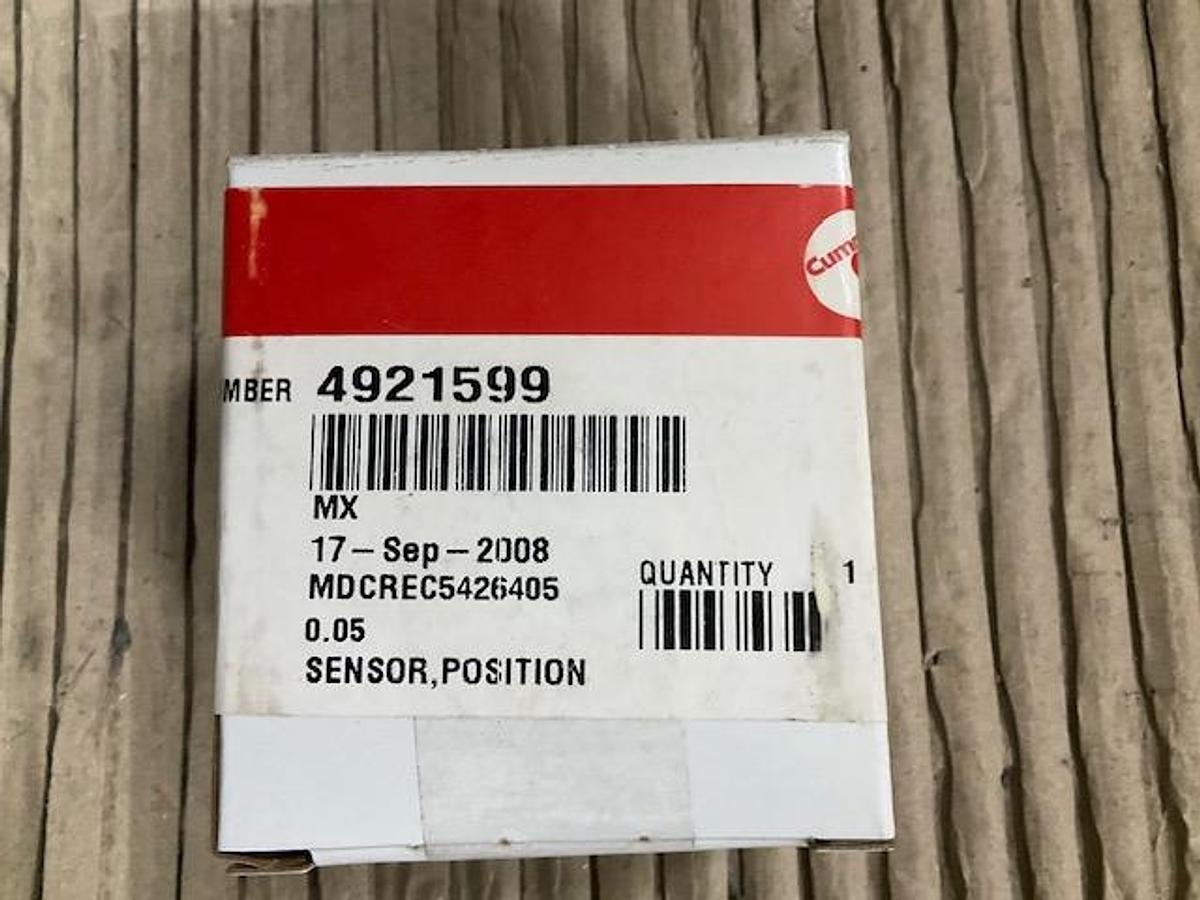 Cum
MBER 4921599
MX
17-Sep-2008
MDCREC5426405
QUANTITY 1
0.05
SENSOR,POSITION